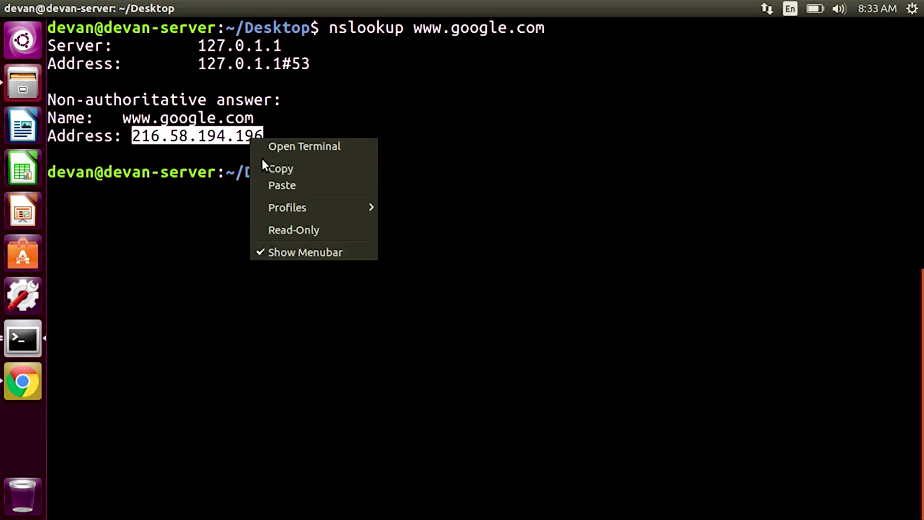 devan@devan-server: ~/Desktop
En
8:33 AM
devan@devan-server:~/Desktop$ nslookup www.google.com
Server: 127.0.1.1
Address: 127.0.1.1#53
Non-authoritative answer:
Name: www.google.com
Address: 216.58.194.196
devan@devan-server:~/D
Open Terminal
Copy
Paste
Profiles
Read-Only
Show Menubar